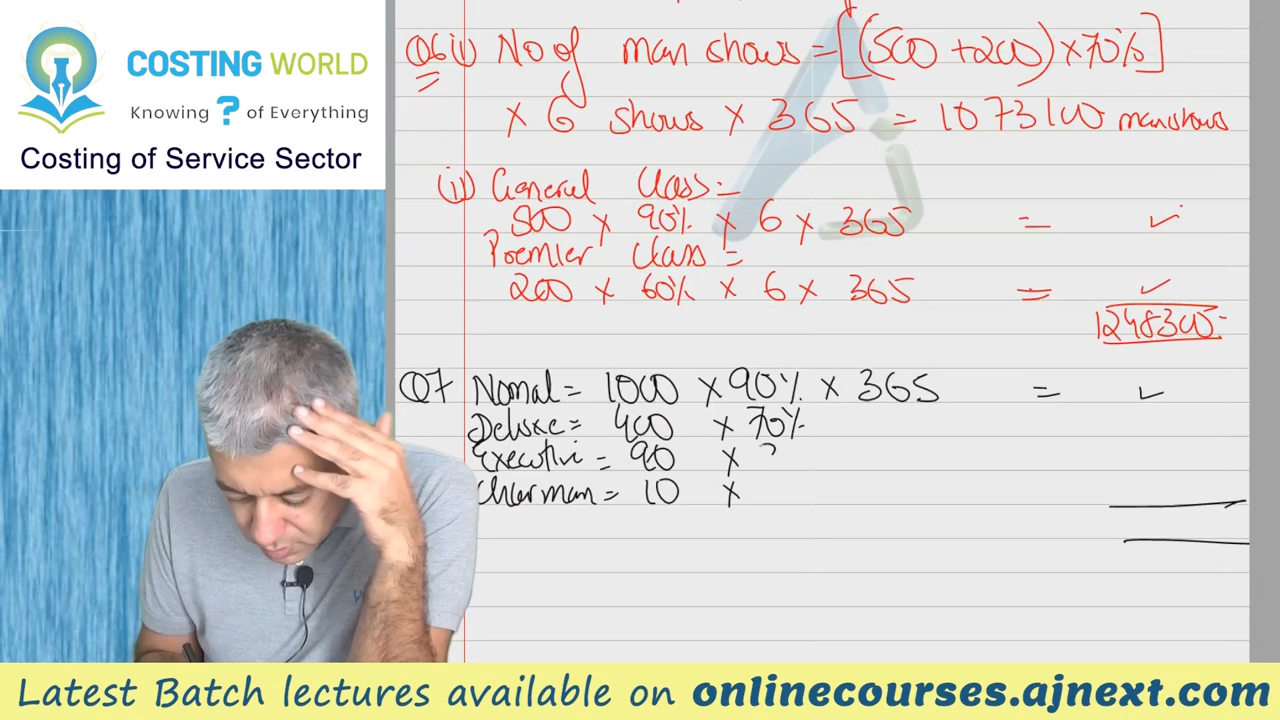 COSTING WORLD
Knowing ? of Everything
Costing of Service Sector
Q6 i) No of man shows = [(500 + 200) × 70%]
× 6 shows × 365 = 1073100 manshows
(ii) General Class =
500 × 90% × 6 × 365 = ✓
Premier Class =
200 × 60% × 6 × 365 = ✓
1248300
Q7 Normal = 1000 × 90% × 365 = ✓
Deluxe = 400 × 70%
Executive = 90 ×
Chairman = 10 ×
Latest Batch lectures available on onlinecourses.ajnext.com